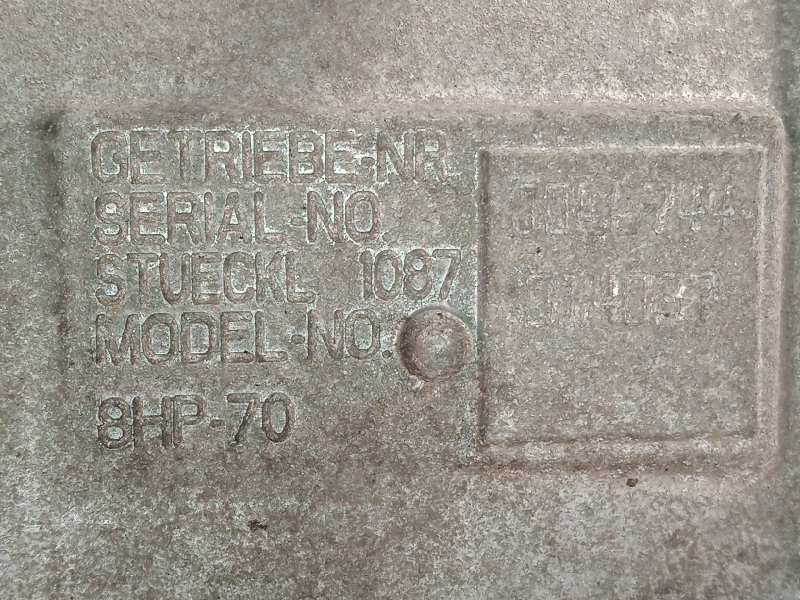 GETRIEBE-NR.
SERIAL-NO.
STUECKL 1087
MODEL-NO.
8HP-70